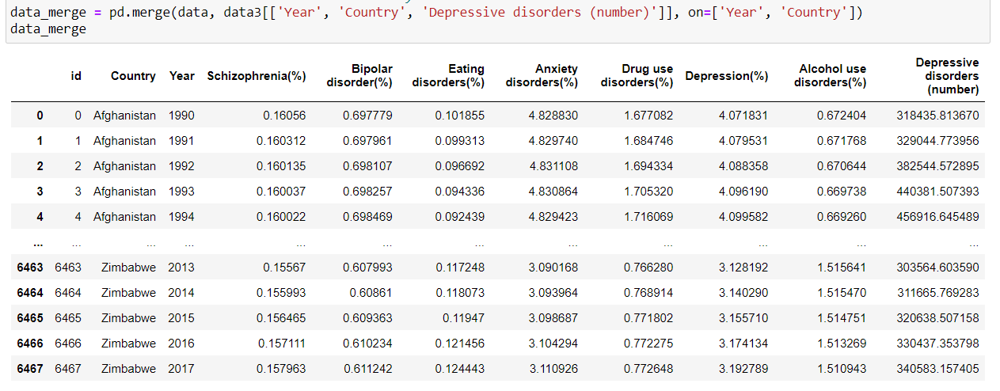 data_merge = pd.merge(data, data3[['Year', 'Country', 'Depressive disorders (number)']], on=['Year', 'Country'])
data_merge
id Country Year Schizophrenia(%) Bipolar disorder(%) Eating disorders(%) Anxiety disorders(%) Drug use disorders(%) Depression(%) Alcohol use disorders(%) Depressive disorders (number)
0 0 Afghanistan 1990 0.16056 0.697779 0.101855 4.828830 1.677082 4.071831 0.672404 318435.813670
1 1 Afghanistan 1991 0.160312 0.697961 0.099313 4.829740 1.684746 4.079531 0.671768 329044.773956
2 2 Afghanistan 1992 0.160135 0.698107 0.096692 4.831108 1.694334 4.088358 0.670644 382544.572895
3 3 Afghanistan 1993 0.160037 0.698257 0.094336 4.830864 1.705320 4.096190 0.669738 440381.507393
4 4 Afghanistan 1994 0.160022 0.698469 0.092439 4.829423 1.716069 4.099582 0.669260 456916.645489
... ... ... ... ... ... ... ... ... ... ... ...
6463 6463 Zimbabwe 2013 0.15567 0.607993 0.117248 3.090168 0.766280 3.128192 1.515641 303564.603590
6464 6464 Zimbabwe 2014 0.155993 0.60861 0.118073 3.093964 0.768914 3.140290 1.515470 311665.769283
6465 6465 Zimbabwe 2015 0.156465 0.609363 0.11947 3.098687 0.771802 3.155710 1.514751 320638.507158
6466 6466 Zimbabwe 2016 0.157111 0.610234 0.121456 3.104294 0.772275 3.174134 1.513269 330437.353798
6467 6467 Zimbabwe 2017 0.157963 0.611242 0.124443 3.110926 0.772648 3.192789 1.510943 340583.157405